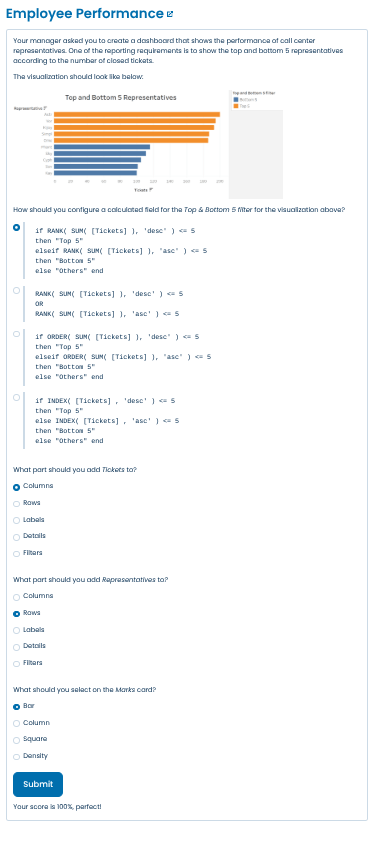 Employee Performance
Your manager asked you to create a dashboard that shows the performance of call center
representatives. One of the reporting requirements is to show the top and bottom 5 representatives
according to the number of closed tickets.
The visualization should look like below:
Top and Bottom 5 Representatives
Representative
Tickets
Top and Bottom 5 Filter
Bottom 5
Top 5
How should you configure a calculated field for the Top & Bottom 5 filter for the visualization above?
if RANK( SUM( [Tickets] ), 'desc' ) <= 5
then "Top 5"
elseif RANK( SUM( [Tickets] ), 'asc' ) <= 5
then "Bottom 5"
else "Others" end
RANK( SUM( [Tickets] ), 'desc' ) <= 5
OR
RANK( SUM( [Tickets] ), 'asc' ) <= 5
if ORDER( SUM( [Tickets] ), 'desc' ) <= 5
then "Top 5"
elseif ORDER( SUM( [Tickets] ), 'asc' ) <= 5
then "Bottom 5"
else "Others" end
if INDEX( [Tickets] , 'desc' ) <= 5
then "Top 5"
else INDEX( [Tickets] , 'asc' ) <= 5
then "Bottom 5"
else "Others" end
What part should you add Tickets to?
Columns
Rows
Labels
Details
Filters
What part should you add Representatives to?
Columns
Rows
Labels
Details
Filters
What should you select on the Marks card?
Bar
Column
Square
Density
Submit
Your score is 100%, perfect!